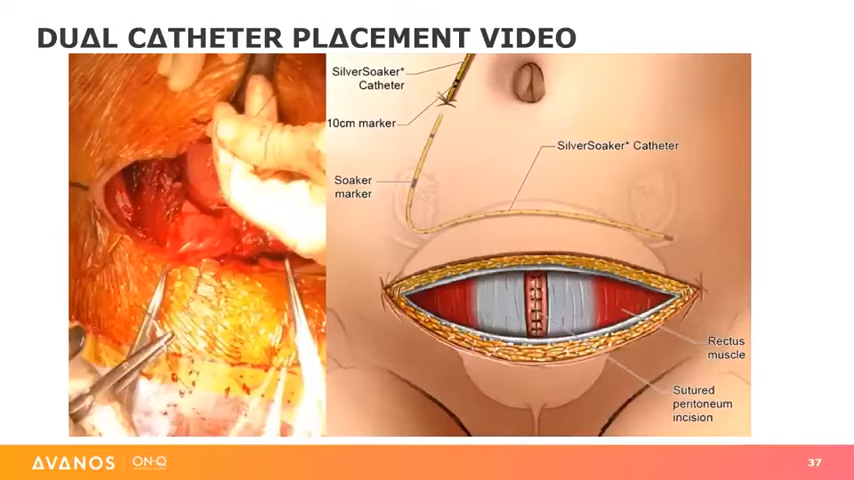 DUAL CATHETER PLACEMENT VIDEO
SilverSoaker*
Catheter
10cm marker
SilverSoaker* Catheter
Soaker
marker
Rectus
muscle
Sutured
peritoneum
incision
AVANOS
ON-Q
37